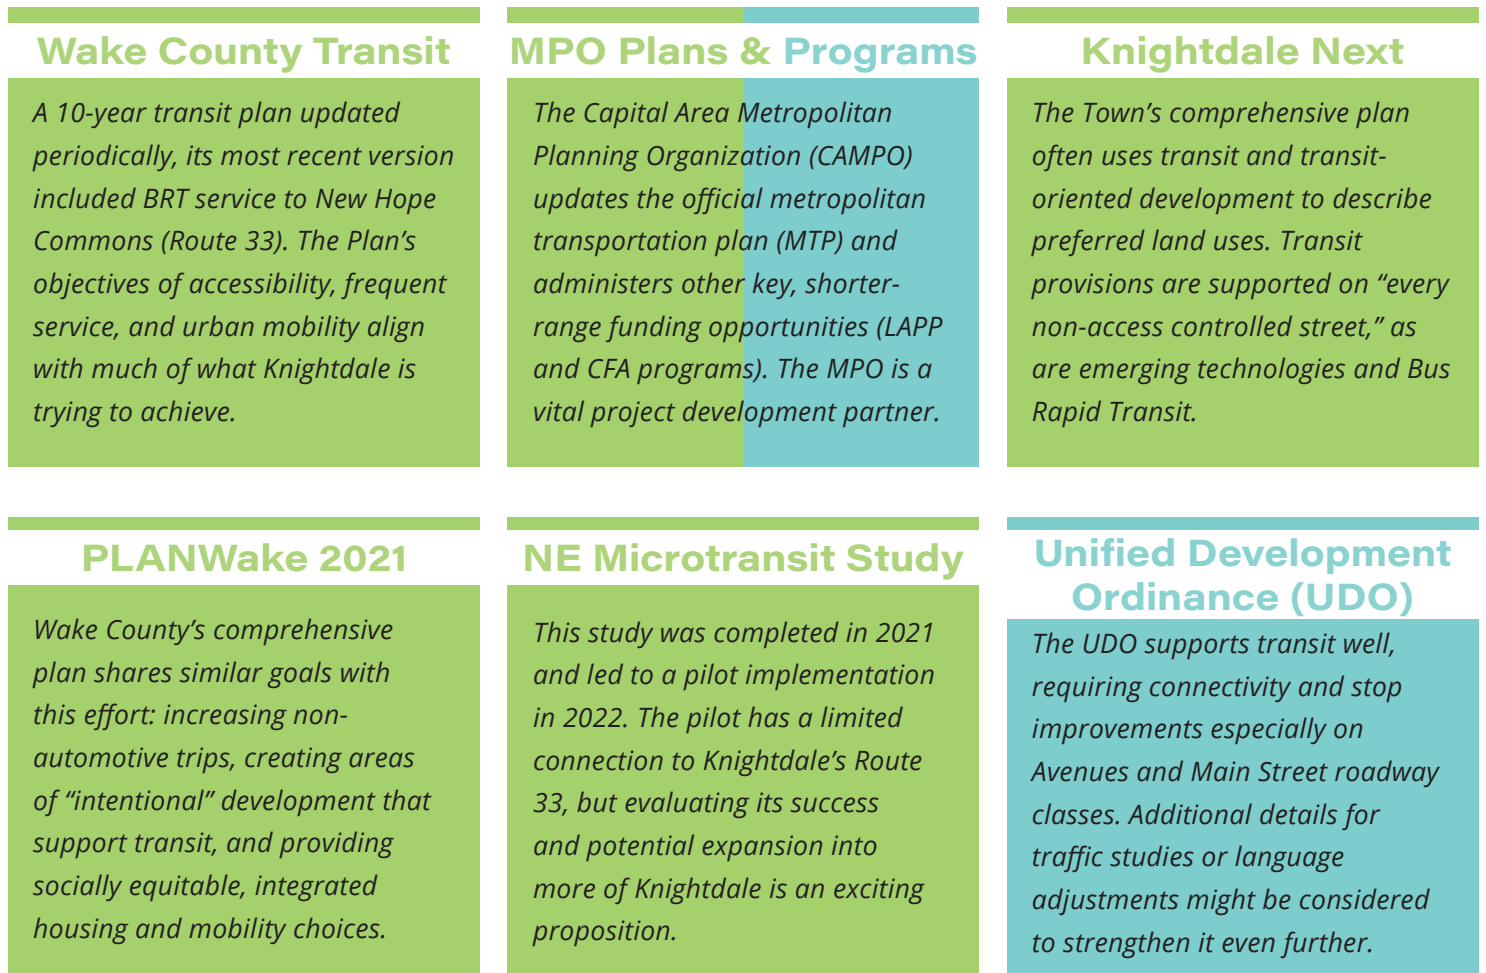 Wake County Transit
A 10-year transit plan updated
periodically, its most recent version
included BRT service to New Hope
Commons (Route 33). The Plan’s
objectives of accessibility, frequent
service, and urban mobility align
with much of what Knightdale is
trying to achieve.
MPO Plans & Programs
The Capital Area Metropolitan
Planning Organization (CAMPO)
updates the official metropolitan
transportation plan (MTP) and
administers other key, shorter-
range funding opportunities (LAPP
and CFA programs). The MPO is a
vital project development partner.
Knightdale Next
The Town’s comprehensive plan
often uses transit and transit-
oriented development to describe
preferred land uses. Transit
provisions are supported on “every
non-access controlled street,” as
are emerging technologies and Bus
Rapid Transit.
PLANWake 2021
Wake County’s comprehensive
plan shares similar goals with
this effort: increasing non-
automotive trips, creating areas
of “intentional” development that
support transit, and providing
socially equitable, integrated
housing and mobility choices.
NE Microtransit Study
This study was completed in 2021
and led to a pilot implementation
in 2022. The pilot has a limited
connection to Knightdale’s Route
33, but evaluating its success
and potential expansion into
more of Knightdale is an exciting
proposition.
Unified Development
Ordinance (UDO)
The UDO supports transit well,
requiring connectivity and stop
improvements especially on
Avenues and Main Street roadway
classes. Additional details for
traffic studies or language
adjustments might be considered
to strengthen it even further.